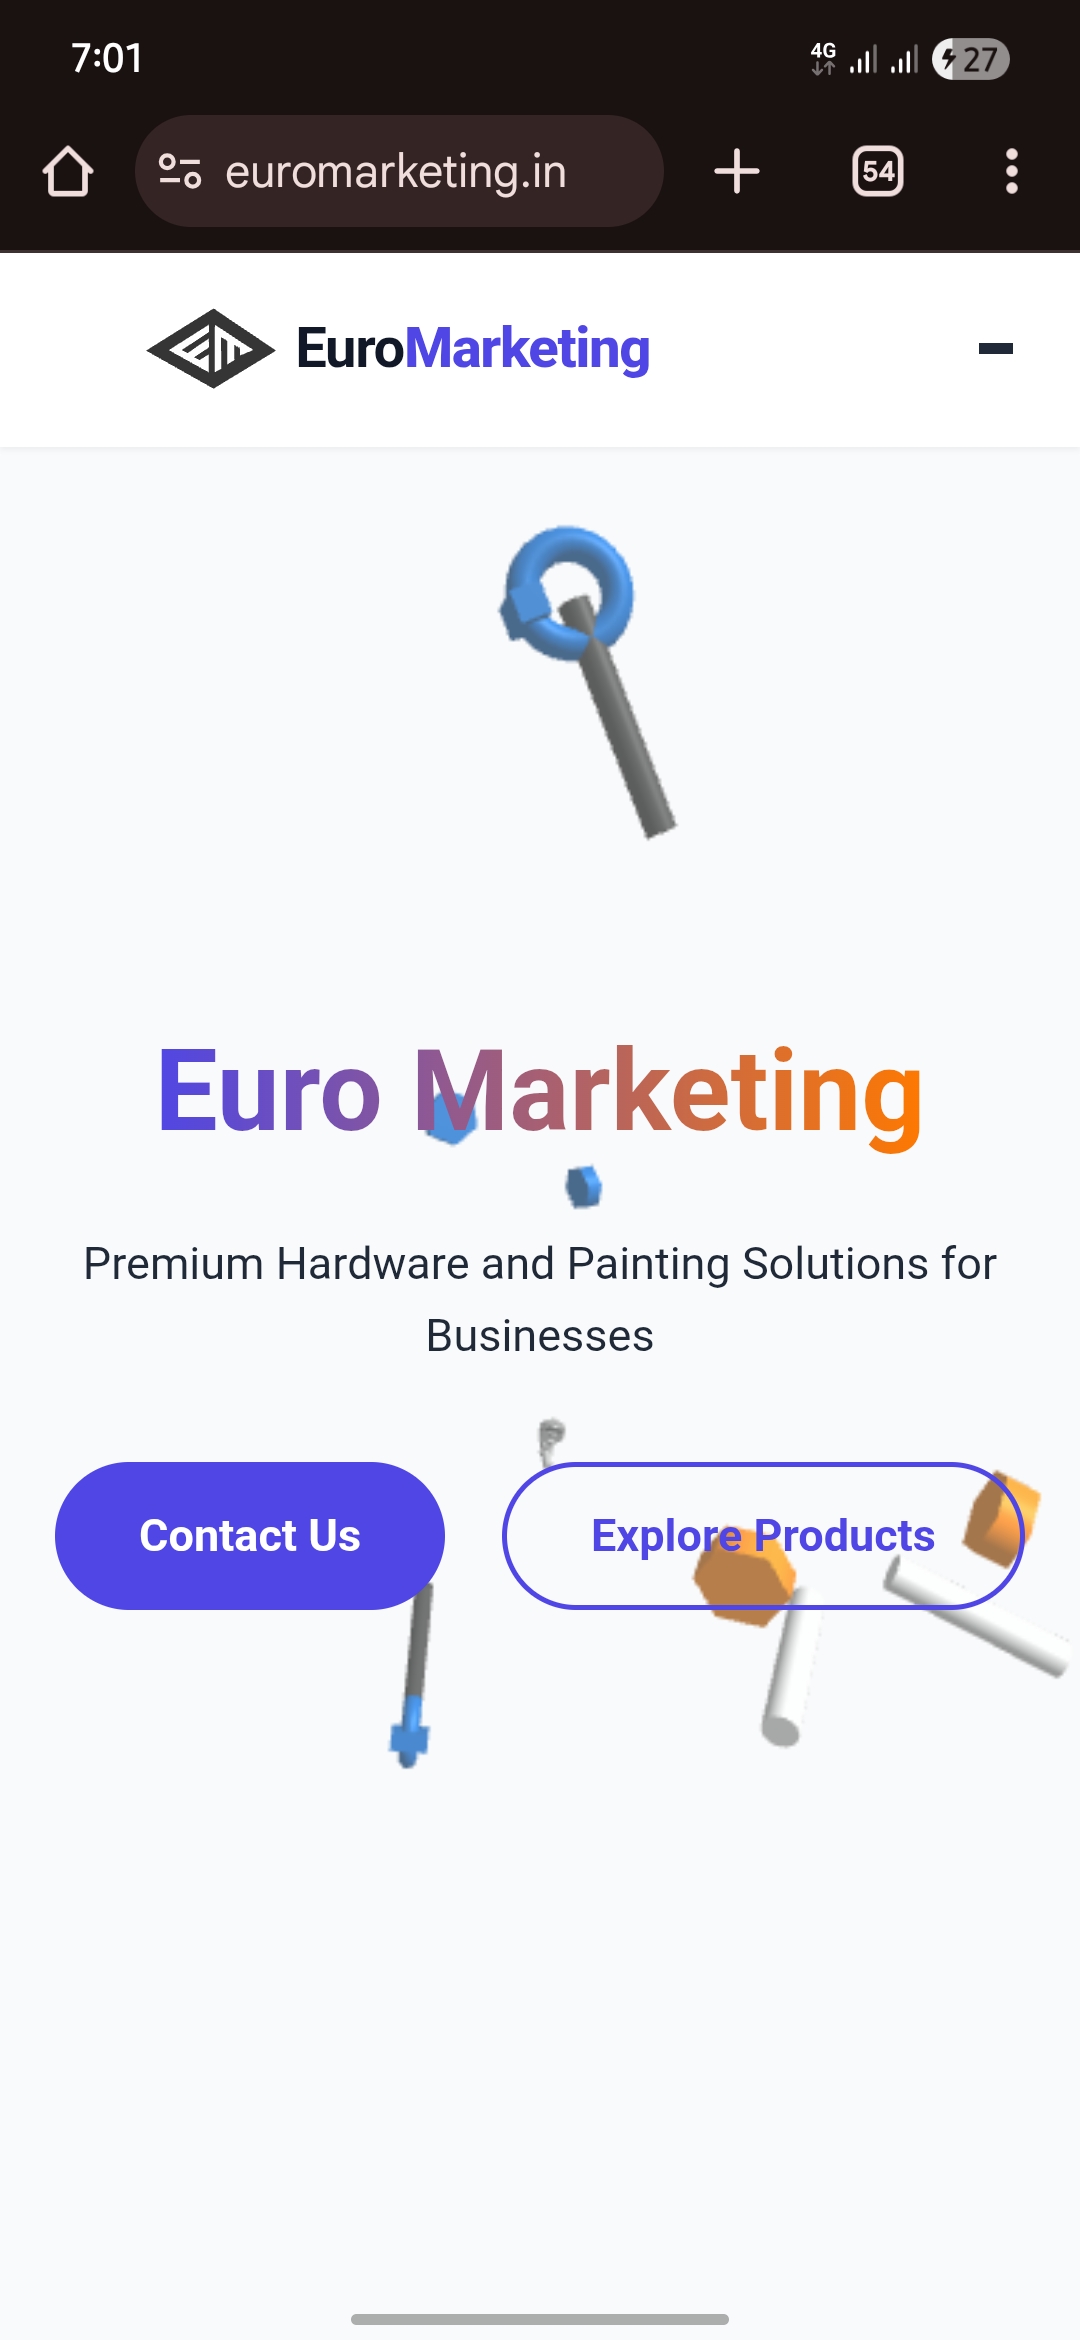 7:01
4G
27
euromarketing.in
54
EuroMarketing
Euro Marketing
Premium Hardware and Painting Solutions for
Businesses
Contact Us
Explore Products